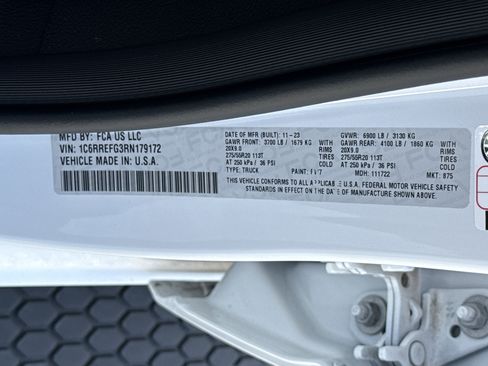 MFD BY: FCA US LLC
VIN: 1C6RREFG3RN179172
VEHICLE MADE IN U.S.A.
DATE OF MFR (BUILT): 11-23 GVWR: 6900 LB / 3130 KG
GAWR FRONT: 3700 LB / 1679 KG WITH GAWR REAR: 4100 LB / 1860 KG WITH
20X9.0 RIMS 20X9.0 RIMS
275/55R20 113T TIRES 275/55R20 113T TIRES
AT 250 kPa / 36 PSI COLD AT 250 kPa / 36 PSI COLD
TYPE: TRUCK PAINT: MDH: 111722 MKT: 875
THIS VEHICLE CONFORMS TO ALL APPLICABLE U.S.A. FEDERAL MOTOR VEHICLE SAFETY
STANDARDS IN EFFECT ON THE DATE OF MANUFACTURE SHOWN ABOVE.